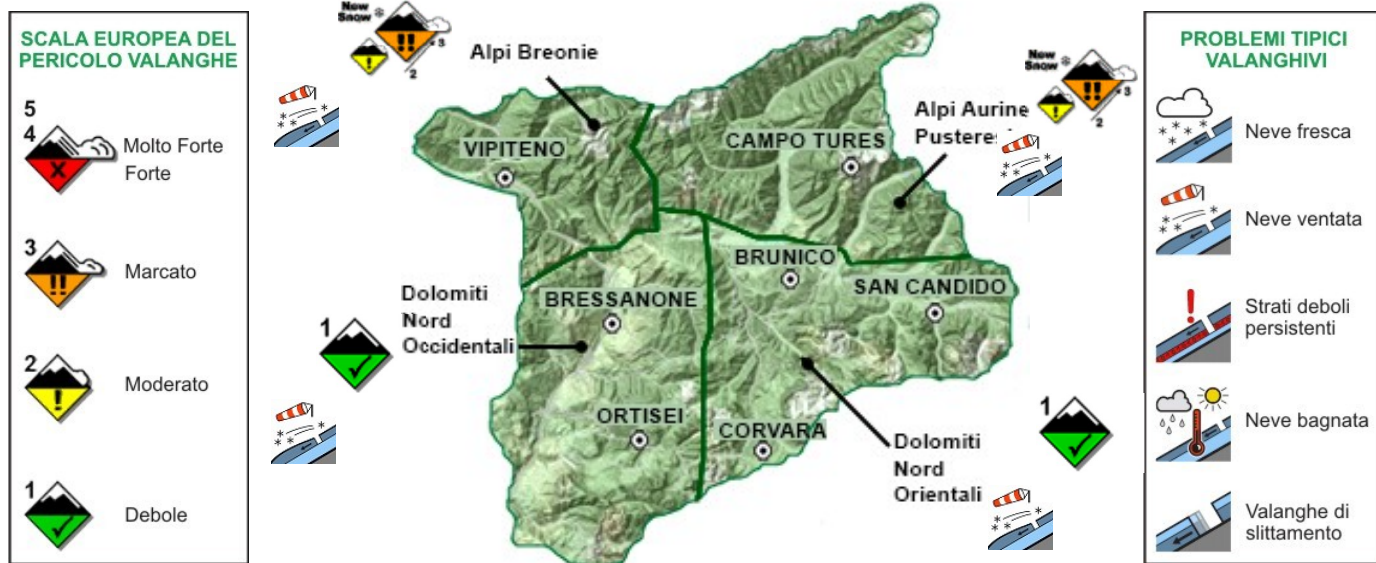 SCALA EUROPEA DEL
PERICOLO VALANGHE
5
4
Molto Forte
Forte
3
Marcato
2
Moderato
1
Debole
New
Snow
3
2
Alpi Breonie
VIPITENO
CAMPO TURES
Alpi Aurine
New
Snow
3
2
BRUNICO
SAN CANDIDO
BRESSANONE
Dolomiti
Nord
Occidentali
1
ORTISEI
CORVARA
Dolomiti
Nord
Orientali
1
PROBLEMI TIPICI
VALANGHIVI
Neve fresca
Neve ventata
Strati deboli
persistenti
Neve bagnata
Valanghe di
slittamento